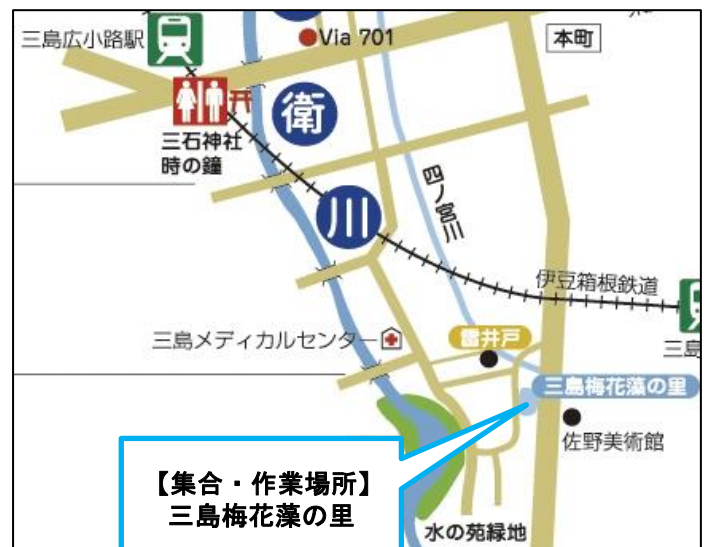 三島広小路駅
Via 701
本町
衛
三石神社
時の鐘
川
四ノ宮川
伊豆箱根鉄道
三島メディカルセンター
雷井戸
三島
三島梅花藻の里
佐野美術館
【集合・作業場所】
三島梅花藻の里
水の苑緑地